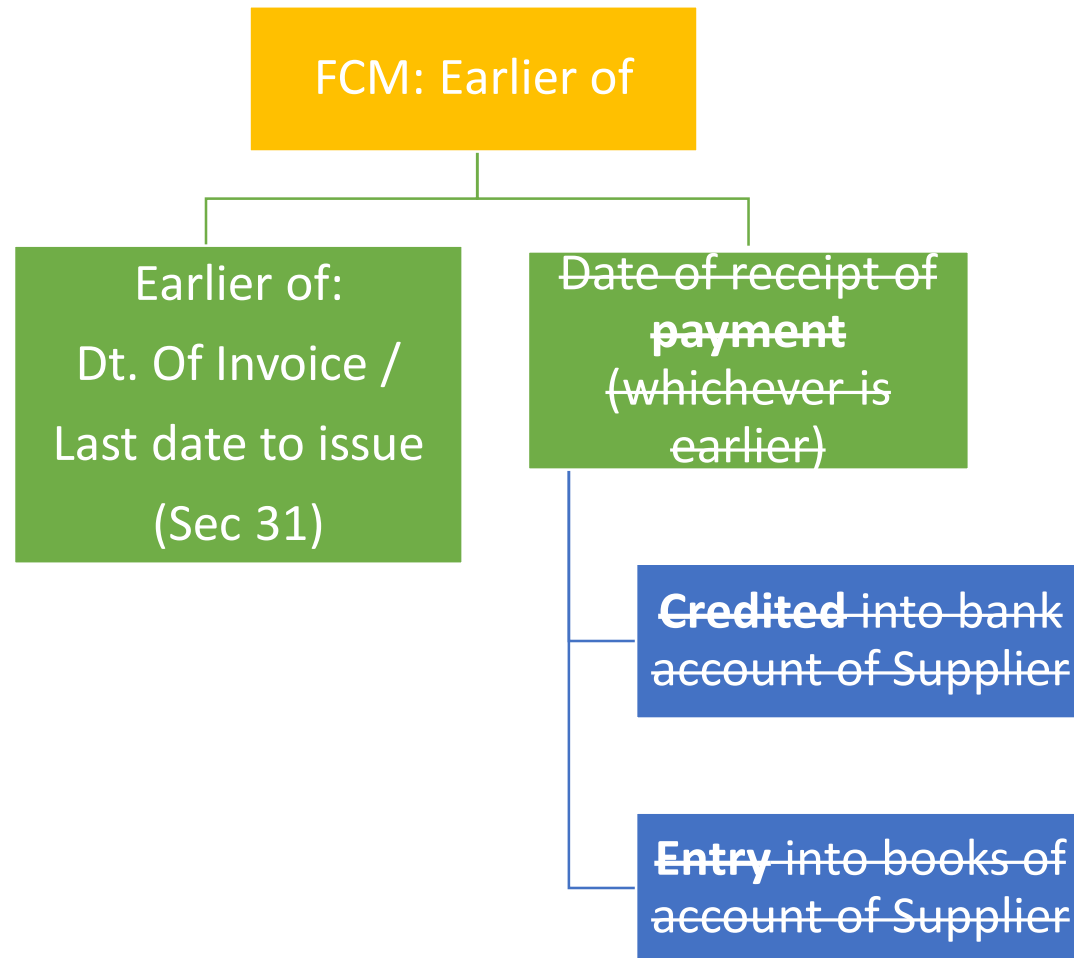 FCM: Earlier of
Earlier of:
Dt. Of Invoice /
Last date to issue
(Sec 31)
Date of receipt of
payment
(whichever is
earlier)
Credited into bank
account of Supplier
Entry into books of
account of Supplier